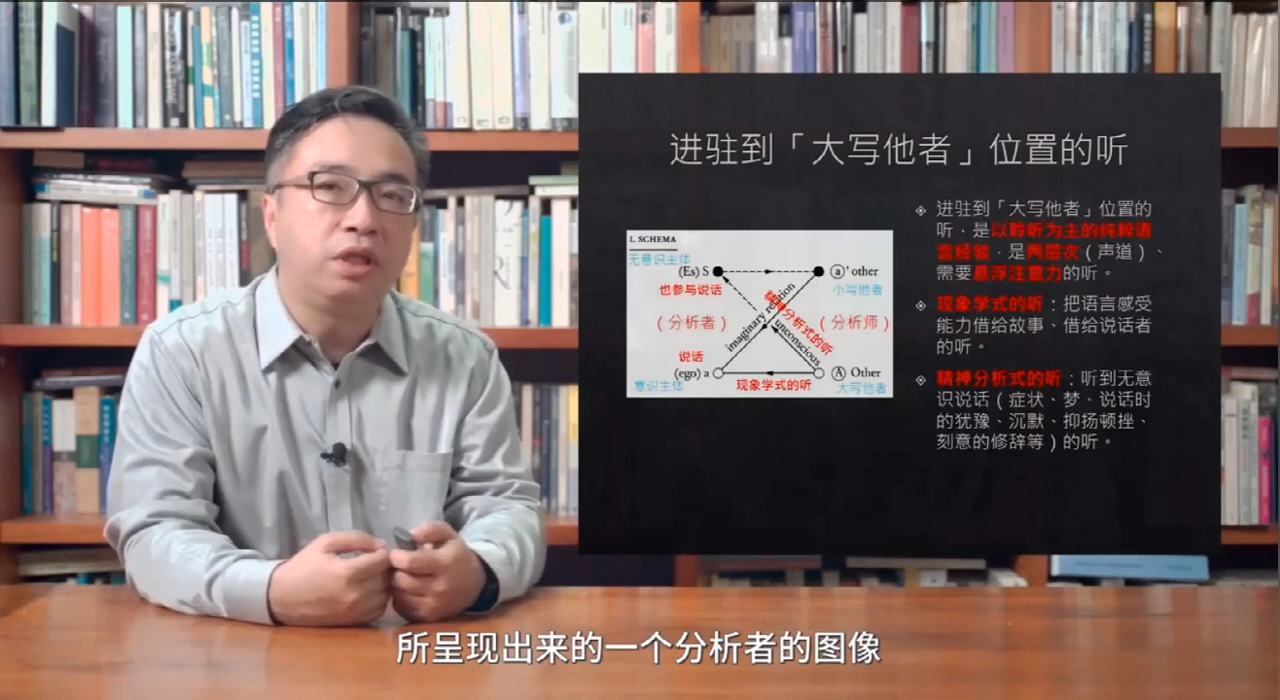 进驻到「大写他者」位置的听
L SCHEMA
无意识主体
(Es) S
ⓐ' other
也参与说话
小写他者
(分析者)
imaginary relation
精神分析式的听
unconscious
(分析师)
说话
(ego) a
Ⓐ Other
意识主体
现象学式的听
大写他者
进驻到「大写他者」位置的
听，是以聆听为主的纯粹语
言经验，是两层次（声道）、
需要悬浮注意力的听。
现象学式的听：把语言感受
能力借给故事、借给说话者
的听。
精神分析式的听：听到无意
识说话（症状、梦、说话时
的犹豫、沉默、抑扬顿挫、
刻意的修辞等）的听。
所呈现出来的一个分析者的图像